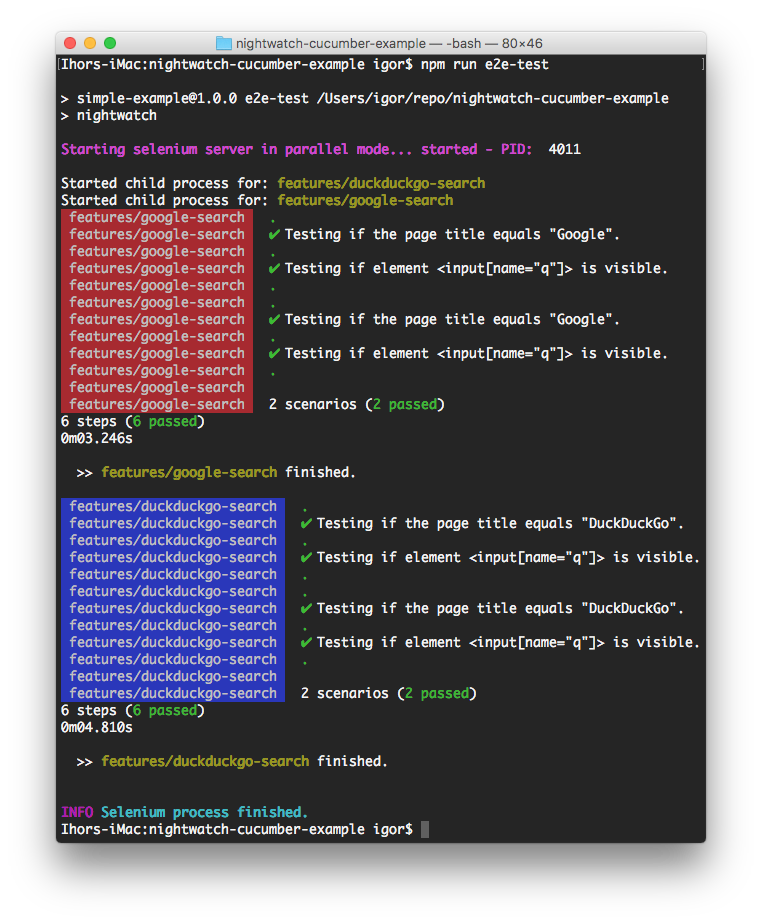 nightwatch-cucumber-example — -bash — 80×46
[Ihors-iMac:nightwatch-cucumber-example igor$ npm run e2e-test ]
> simple-example@1.0.0 e2e-test /Users/igor/repo/nightwatch-cucumber-example
> nightwatch
Starting selenium server in parallel mode... started - PID:  4011
Started child process for: features/duckduckgo-search
Started child process for: features/google-search
features/google-search .
features/google-search ✔ Testing if the page title equals "Google".
features/google-search .
features/google-search ✔ Testing if element <input[name="q"]> is visible.
features/google-search .
features/google-search .
features/google-search ✔ Testing if the page title equals "Google".
features/google-search .
features/google-search ✔ Testing if element <input[name="q"]> is visible.
features/google-search .
features/google-search
features/google-search 2 scenarios (2 passed)
6 steps (6 passed)
0m03.246s
>> features/google-search finished.
features/duckduckgo-search .
features/duckduckgo-search ✔ Testing if the page title equals "DuckDuckGo".
features/duckduckgo-search .
features/duckduckgo-search ✔ Testing if element <input[name="q"]> is visible.
features/duckduckgo-search .
features/duckduckgo-search .
features/duckduckgo-search ✔ Testing if the page title equals "DuckDuckGo".
features/duckduckgo-search .
features/duckduckgo-search ✔ Testing if element <input[name="q"]> is visible.
features/duckduckgo-search .
features/duckduckgo-search
features/duckduckgo-search 2 scenarios (2 passed)
6 steps (6 passed)
0m04.810s
>> features/duckduckgo-search finished.
INFO Selenium process finished.
Ihors-iMac:nightwatch-cucumber-example igor$